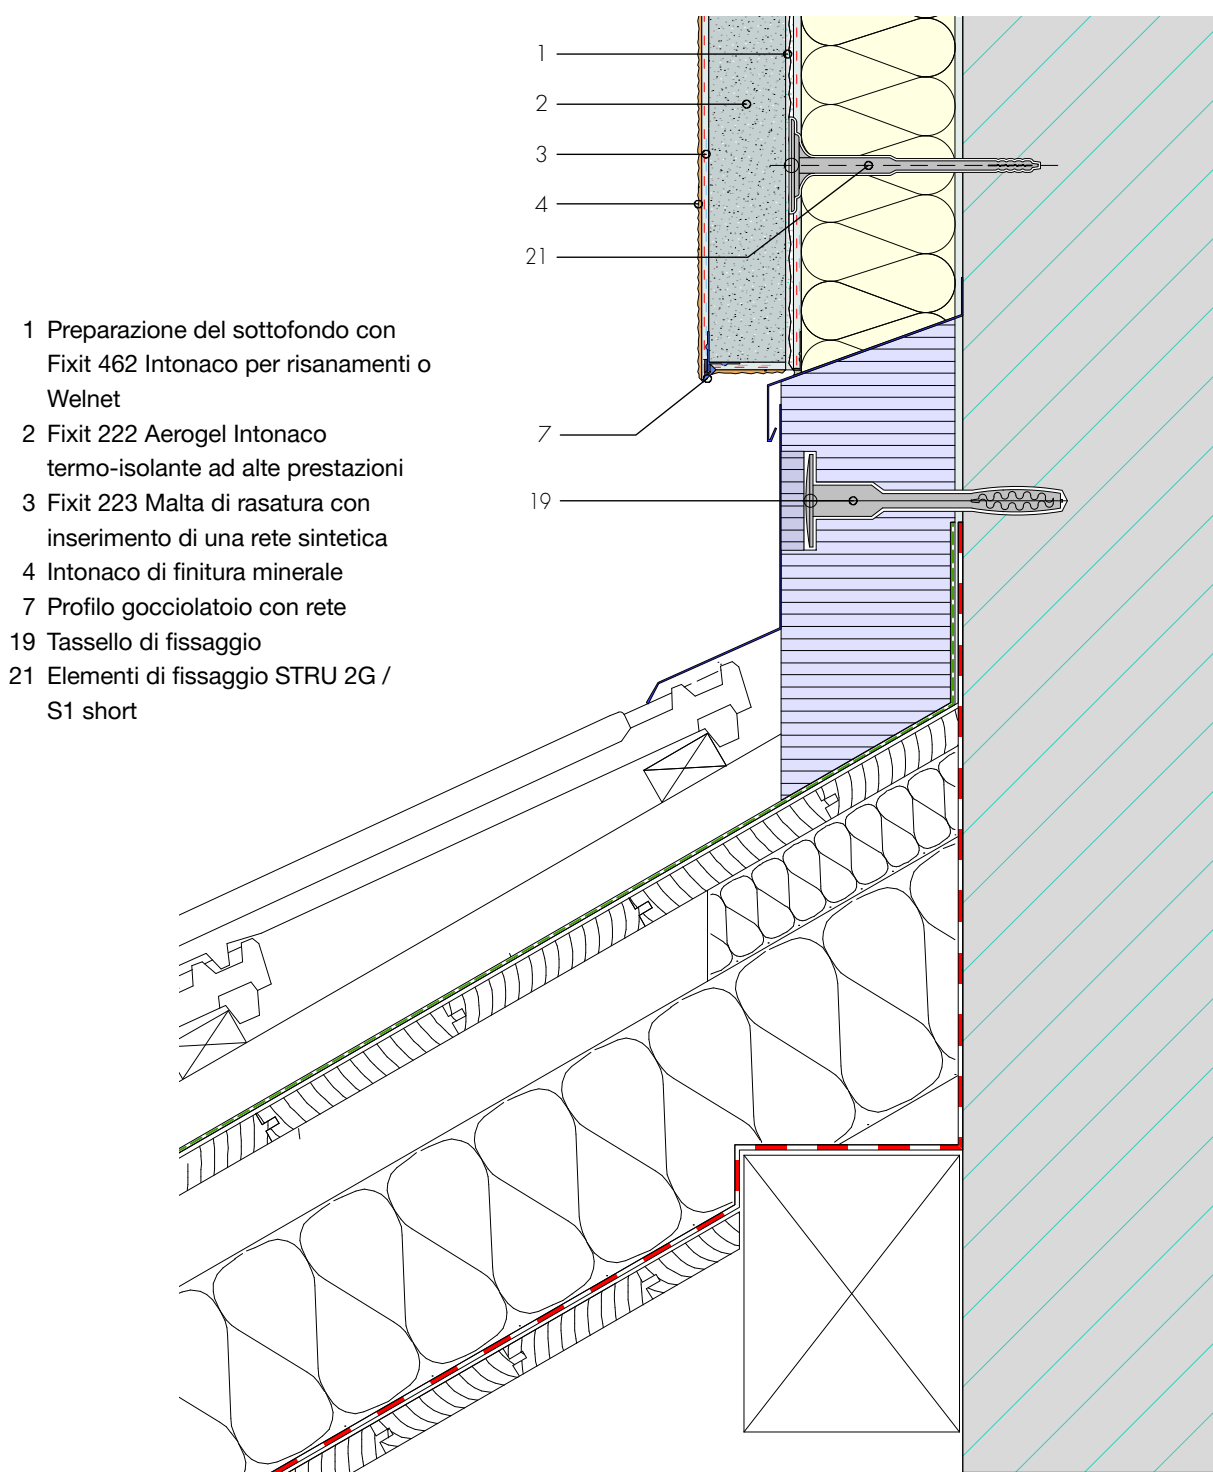 1
2
3
4
21
7
19
1 Preparazione del sottofondo con
Fixit 462 Intonaco per risanamenti o
Welnet
2 Fixit 222 Aerogel Intonaco
termo-isolante ad alte prestazioni
3 Fixit 223 Malta di rasatura con
inserimento di una rete sintetica
4 Intonaco di finitura minerale
7 Profilo gocciolatoio con rete
19 Tassello di fissaggio
21 Elementi di fissaggio STRU 2G /
S1 short